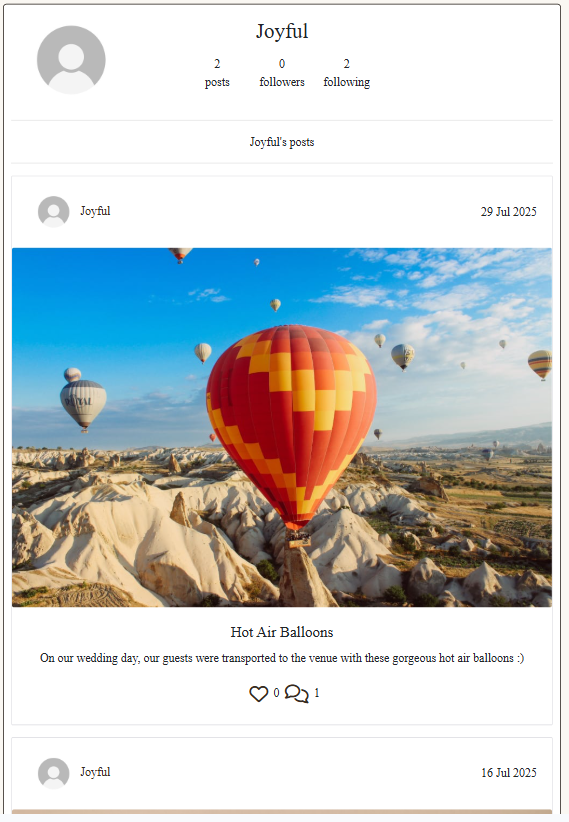 Joyful
2 0 2
posts followers following
Joyful's posts
Joyful 29 Jul 2025
Hot Air Balloons
On our wedding day, our guests were transported to the venue with these gorgeous hot air balloons :)
0 1
Joyful 16 Jul 2025